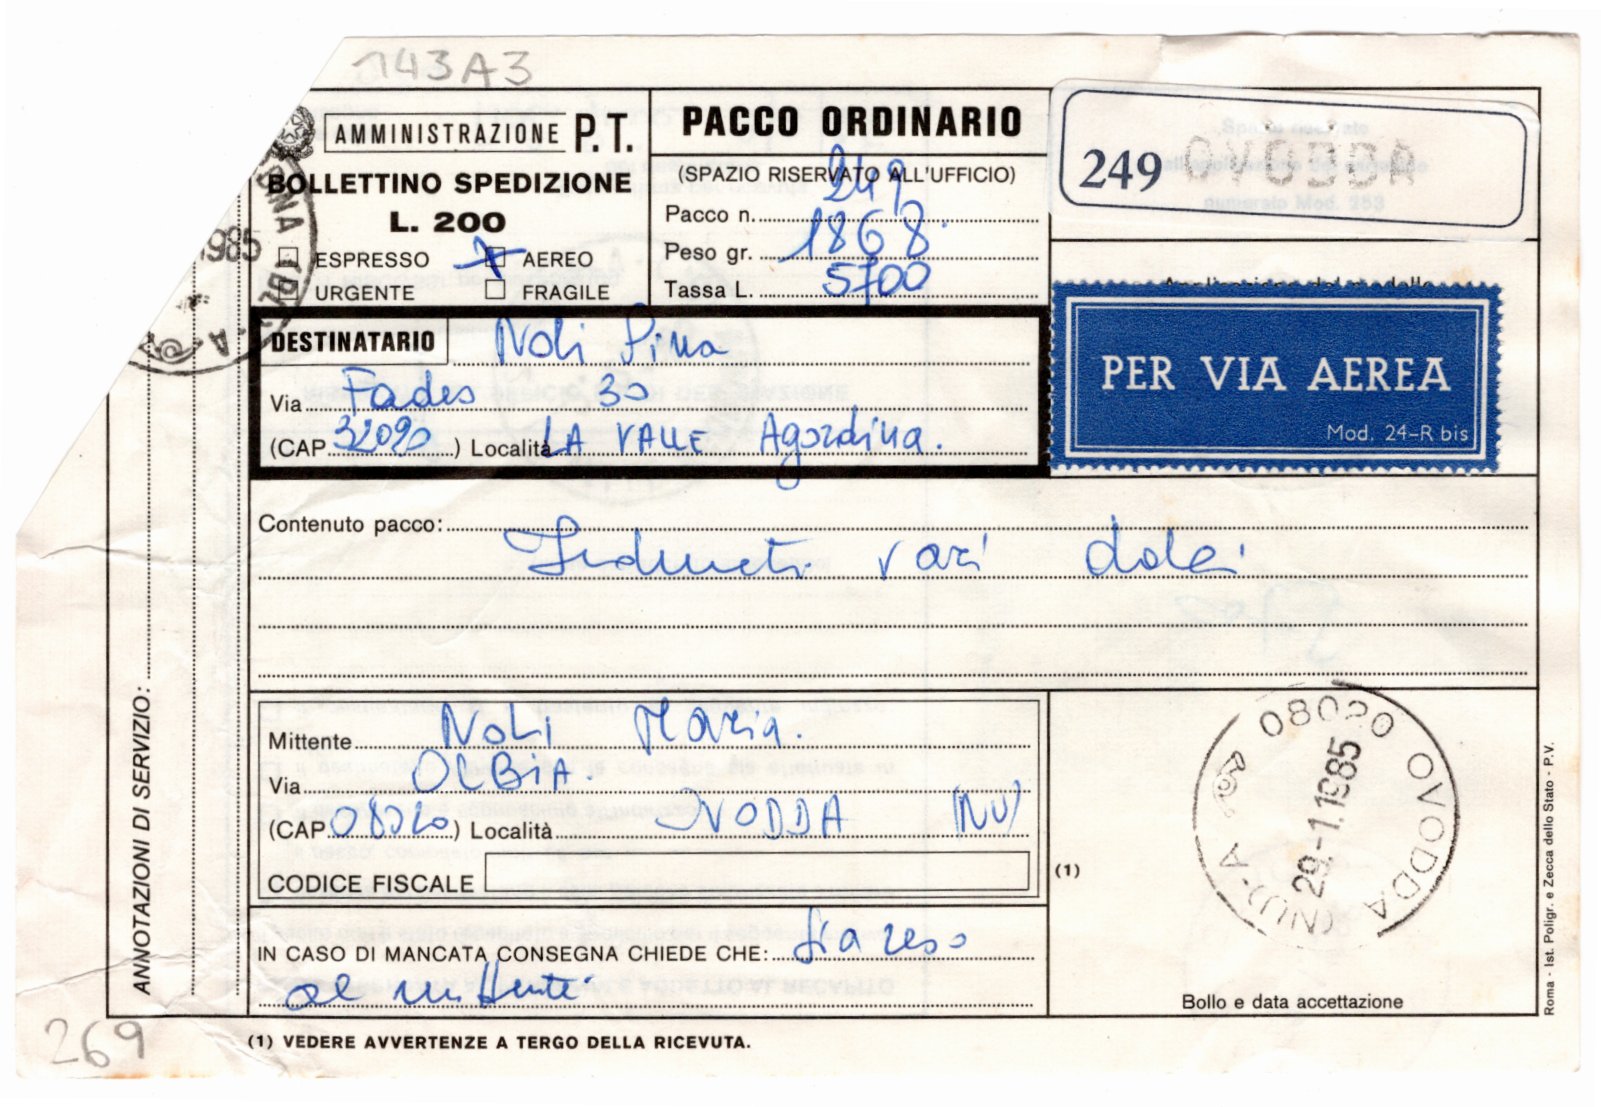 143A3
AMMINISTRAZIONE P.T.
BOLLETTINO SPEDIZIONE
L. 200
ESPRESSO AEREO
URGENTE FRAGILE
PACCO ORDINARIO
(SPAZIO RISERVATO ALL'UFFICIO)
Pacco n. 249
Peso gr. 1868
Tassa L. 5700
249 OVODDA
PER VIA AEREA
Mod. 24-R bis
1985
DESTINATARIO Noli Pina
Via Fades 30
(CAP 32020) Località LA VALLE Agordina.
Contenuto pacco:
Indumenti vari dolci
Mittente Noli Maria.
Via OLBIA.
(CAP 08020) Località OVODDA (NU)
CODICE FISCALE
(1)
08020 OVODDA (NU)-A
29-1.1985
IN CASO DI MANCATA CONSEGNA CHIEDE CHE: sia reso
al mittente
Bollo e data accettazione
ANNOTAZIONI DI SERVIZIO:
Roma - Ist. Poligr. e Zecca dello Stato - P.V.
(1) VEDERE AVVERTENZE A TERGO DELLA RICEVUTA.
269